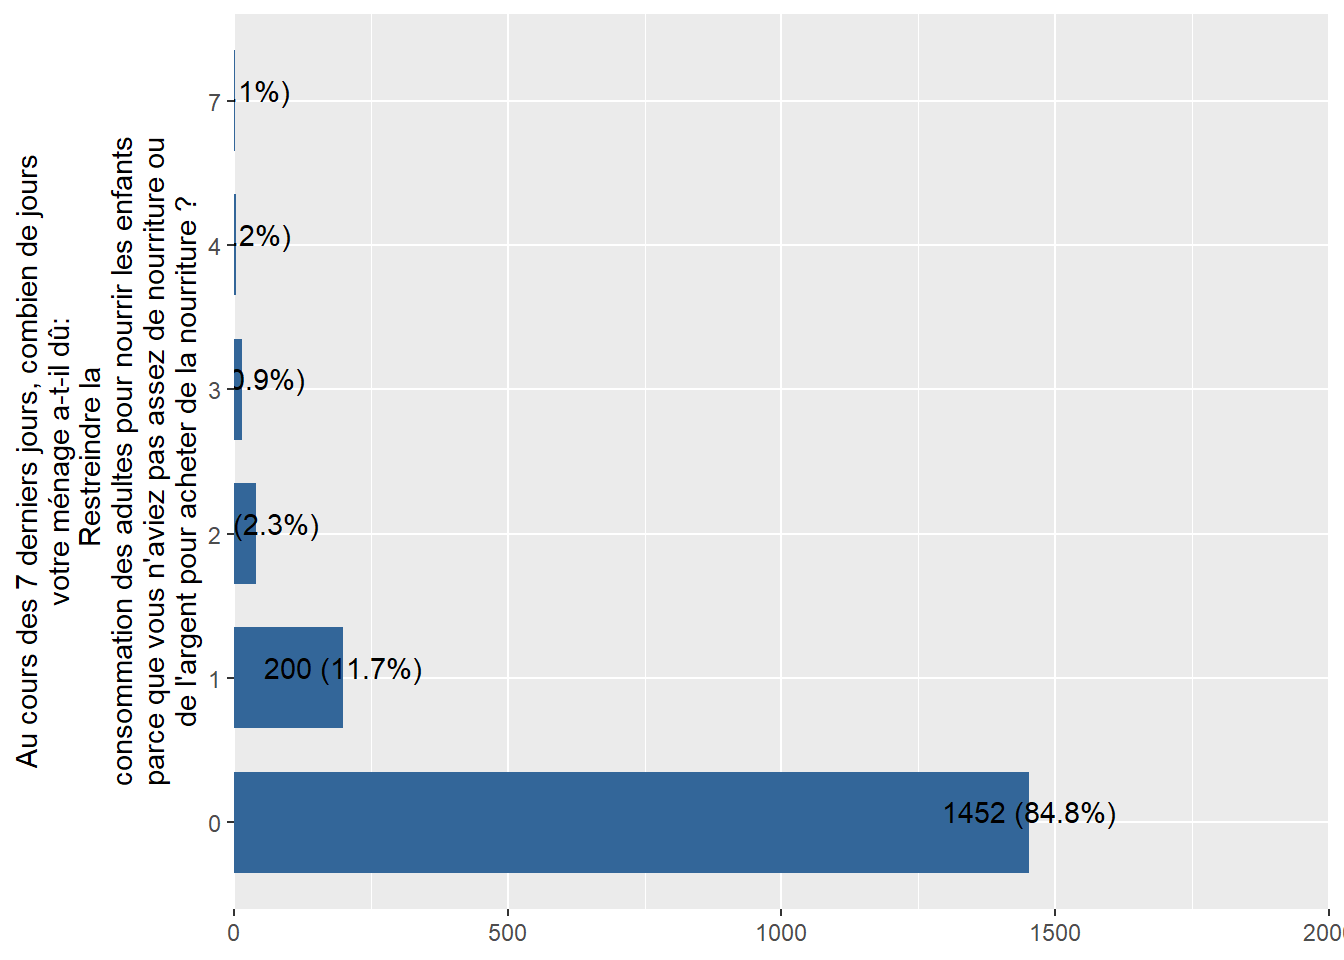 Au cours des 7 derniers jours, combien de jours
votre ménage a-t-il dû:
Restreindre la
consommation des adultes pour nourrir les enfants
parce que vous n'aviez pas assez de nourriture ou
de l'argent pour acheter de la nourriture ?
7 1%)
4 2%)
3 0.9%)
2 (2.3%)
1 200 (11.7%)
0 1452 (84.8%)
0 500 1000 1500